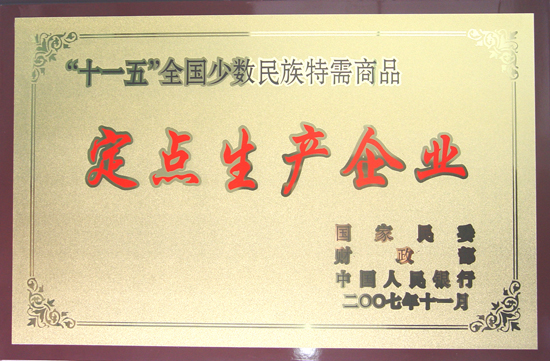 “十一五”全国少数民族特需商品
定点生产企业
国家民委
财政部
中国人民银行
二〇〇七年十一月